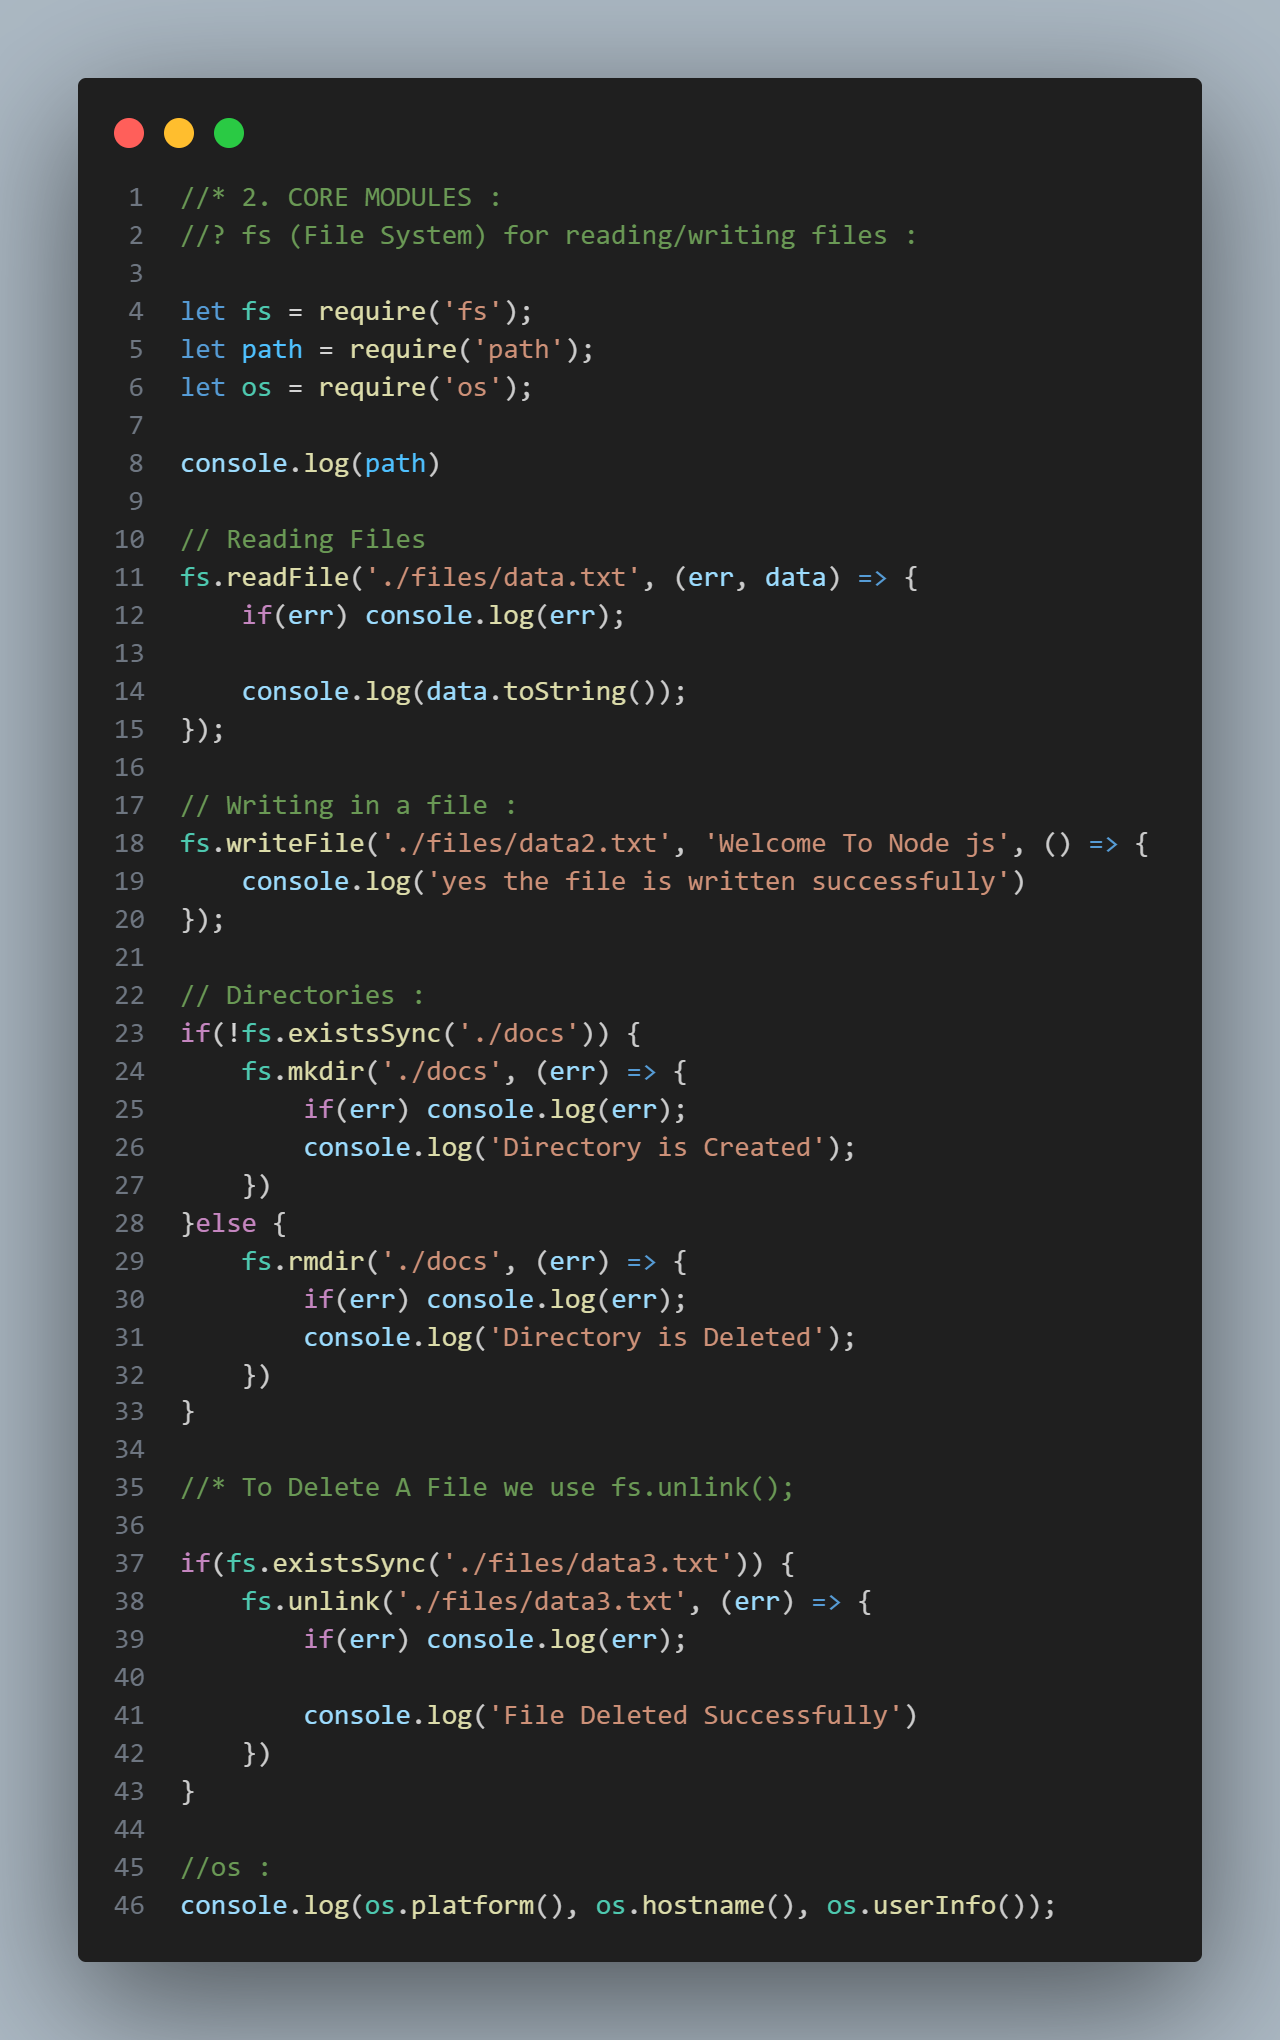 1 //* 2. CORE MODULES :
2 //? fs (File System) for reading/writing files :
3
4 let fs = require('fs');
5 let path = require('path');
6 let os = require('os');
7
8 console.log(path)
9
10 // Reading Files
11 fs.readFile('./files/data.txt', (err, data) => {
12     if(err) console.log(err);
13
14     console.log(data.toString());
15 });
16
17 // Writing in a file :
18 fs.writeFile('./files/data2.txt', 'Welcome To Node js', () => {
19     console.log('yes the file is written successfully')
20 });
21
22 // Directories :
23 if(!fs.existsSync('./docs')) {
24     fs.mkdir('./docs', (err) => {
25         if(err) console.log(err);
26         console.log('Directory is Created');
27     })
28 }else {
29     fs.rmdir('./docs', (err) => {
30         if(err) console.log(err);
31         console.log('Directory is Deleted');
32     })
33 }
34
35 //* To Delete A File we use fs.unlink();
36
37 if(fs.existsSync('./files/data3.txt')) {
38     fs.unlink('./files/data3.txt', (err) => {
39         if(err) console.log(err);
40
41         console.log('File Deleted Successfully')
42     })
43 }
44
45 //os :
46 console.log(os.platform(), os.hostname(), os.userInfo());